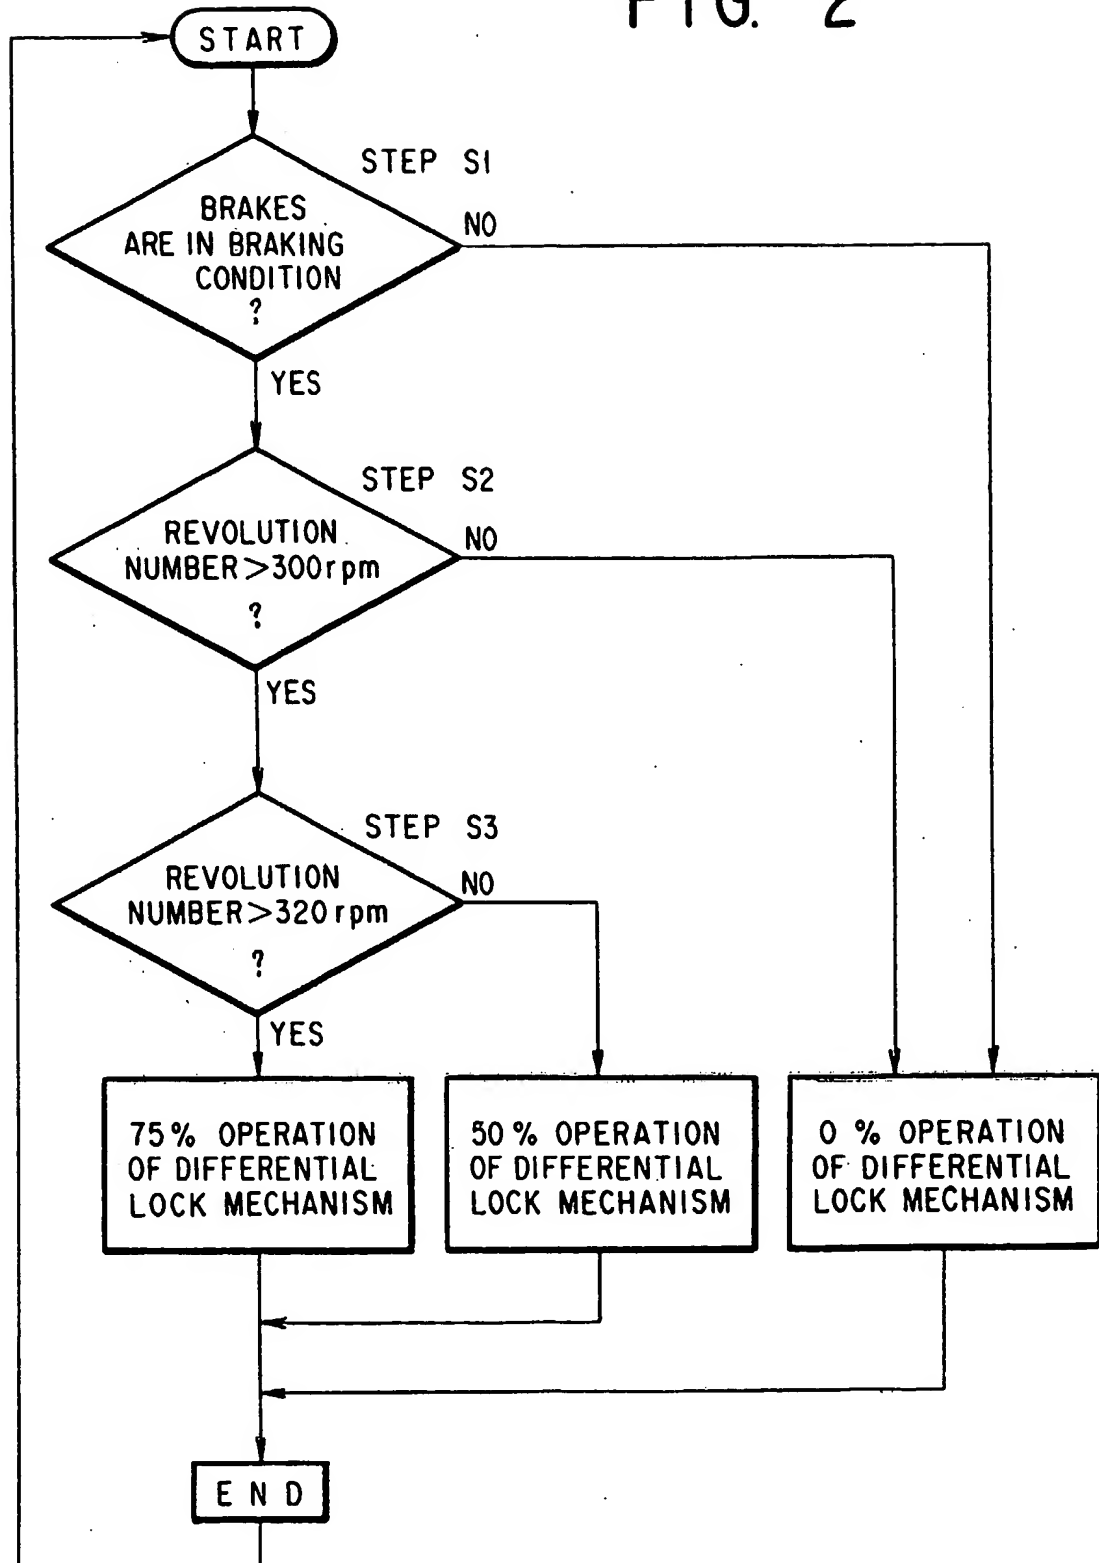 FIG. 2
START
STEP S1
BRAKES
ARE IN BRAKING
CONDITION
?
NO
YES
STEP S2
REVOLUTION
NUMBER>300rpm
?
NO
YES
STEP S3
REVOLUTION
NUMBER>320rpm
?
NO
YES
75% OPERATION
OF DIFFERENTIAL
LOCK MECHANISM
50% OPERATION
OF DIFFERENTIAL
LOCK MECHANISM
0 % OPERATION
OF DIFFERENTIAL
LOCK MECHANISM
END